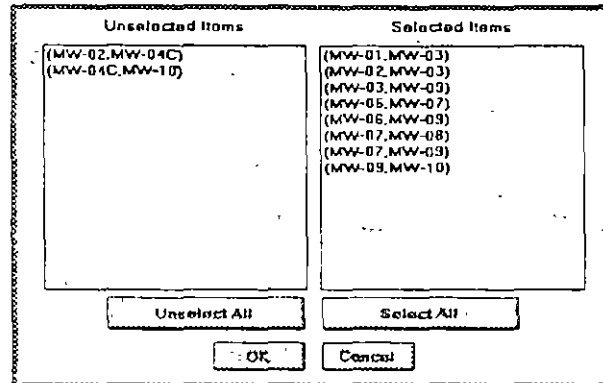 Unselected Items
(MW-02,MW-04C)
(MW-04C,MW-10)
Selected Items
(MW-01,MW-03)
(MW-02,MW-03)
(MW-03,MW-09)
(MW-06,MW-07)
(MW-06,MW-09)
(MW-07,MW-08)
(MW-07,MW-09)
(MW-09,MW-10)
Unselect All
Select All
OK
Cancel